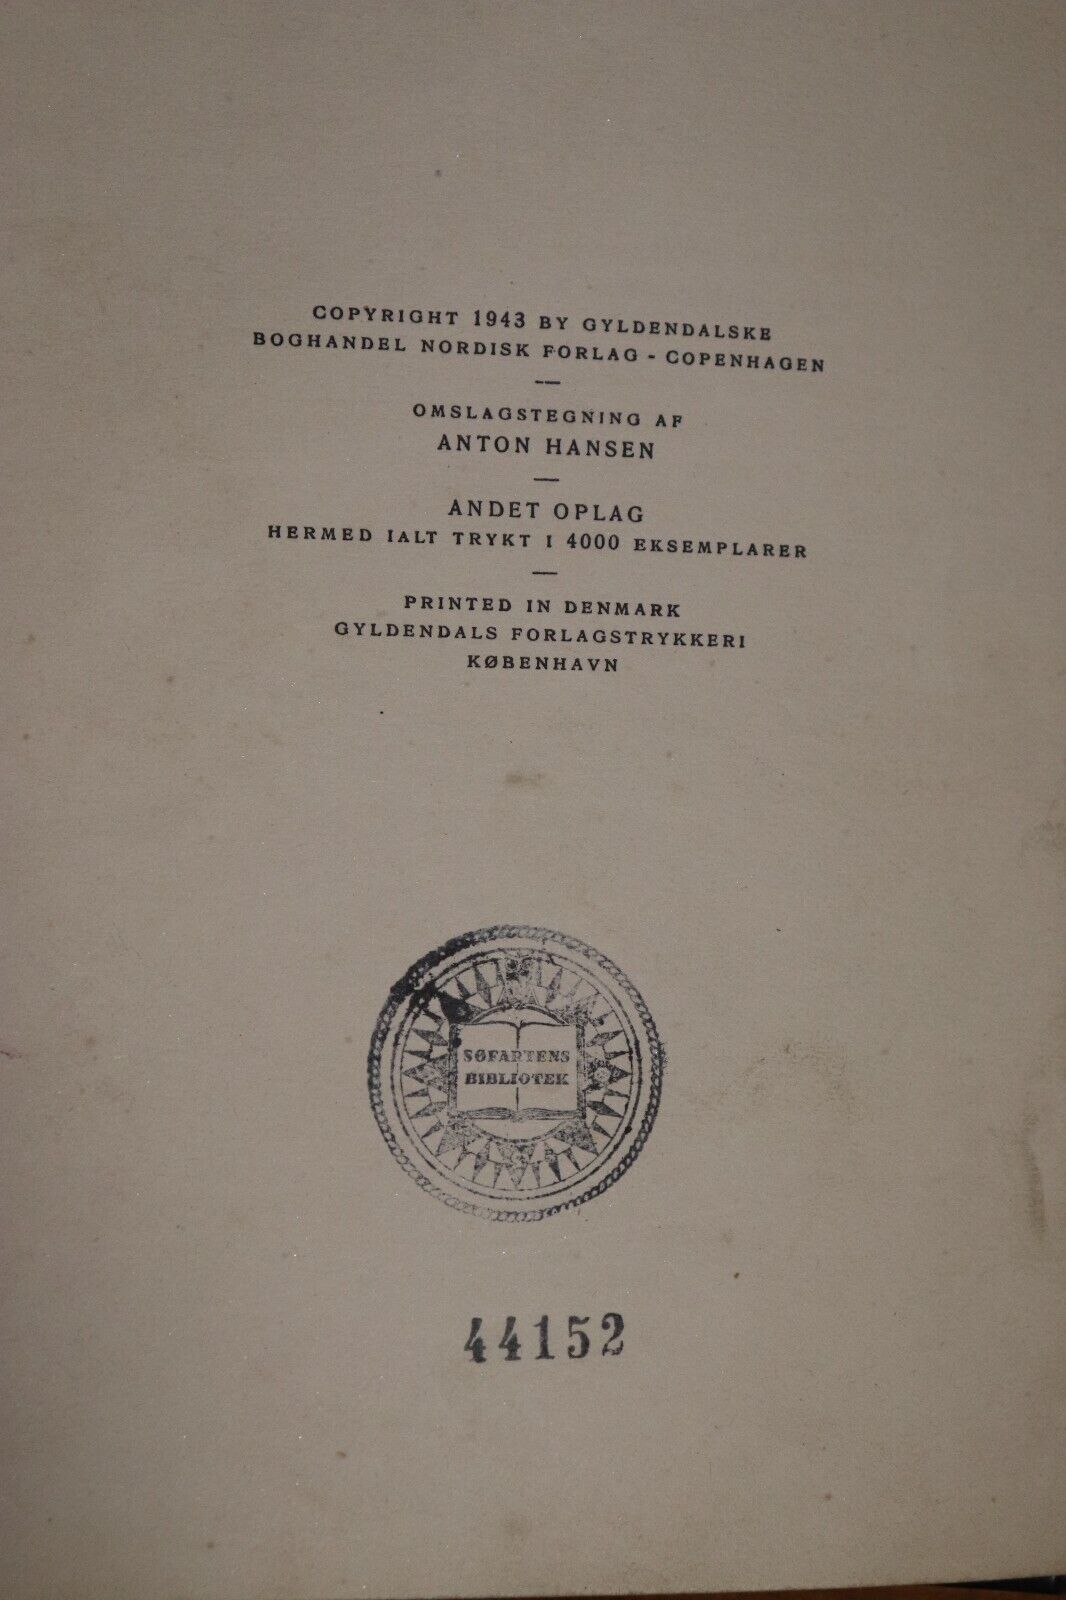 COPYRIGHT 1943 BY GYLDENDALSKE
BOGHANDEL NORDISK FORLAG - COPENHAGEN
OMSLAGSTEGNING AF
ANTON HANSEN
ANDET OPLAG
HERMED IALT TRYKT I 4000 EKSEMPLARER
PRINTED IN DENMARK
GYLDENDALS FORLAGSTRYKKERI
KØBENHAVN
SØFARTENS
BIBLIOTEK
44152